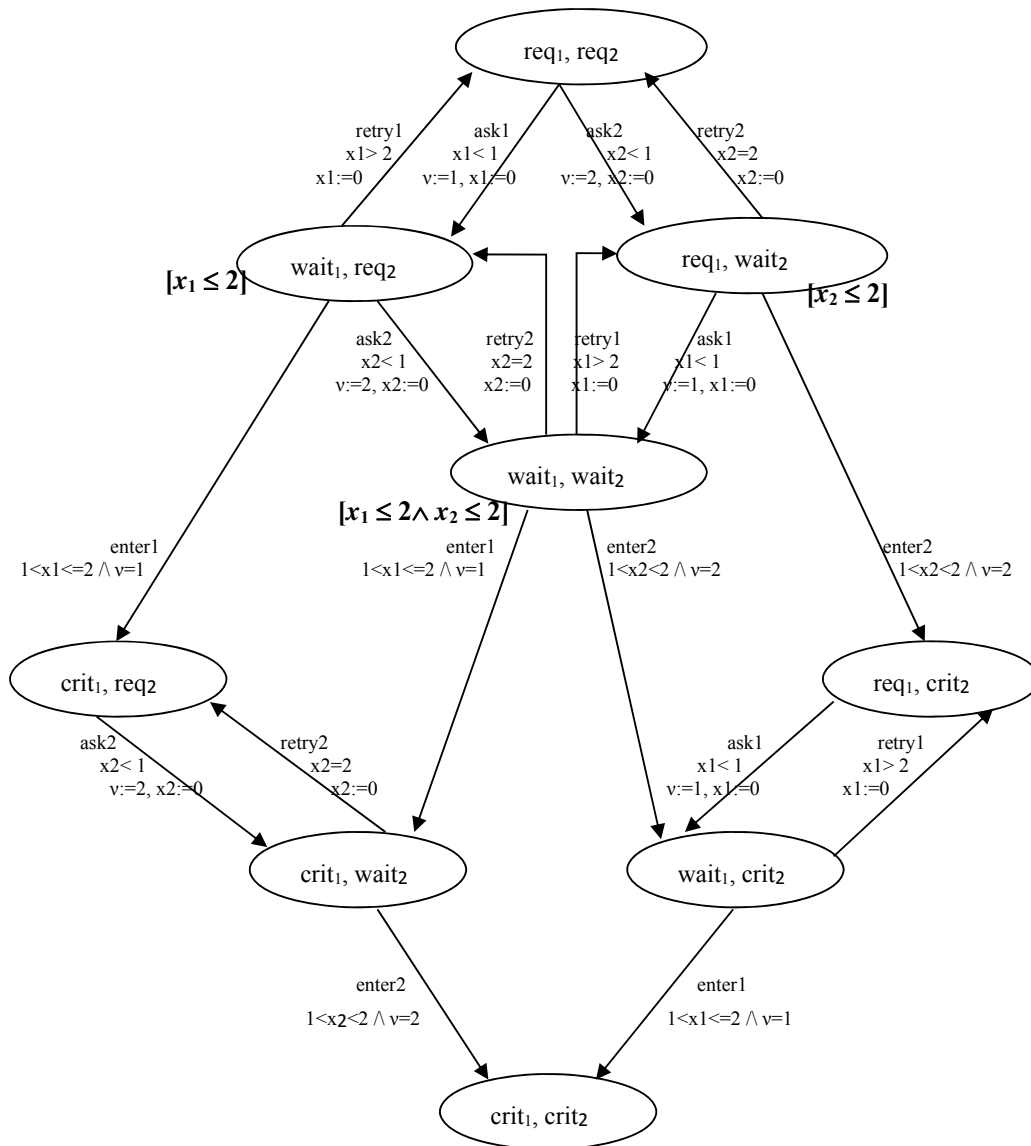 req₁, req₂
retry1
x1> 2
x1:=0
ask1
x1< 1
ν:=1, x1:=0
ask2
x2< 1
ν:=2, x2:=0
retry2
x2=2
x2:=0
wait₁, req₂
[x₁ ≤ 2]
req₁, wait₂
[x₂ ≤ 2]
ask2
x2< 1
ν:=2, x2:=0
retry2
x2=2
x2:=0
retry1
x1> 2
x1:=0
ask1
x1< 1
ν:=1, x1:=0
wait₁, wait₂
[x₁ ≤ 2∧ x₂ ≤ 2]
enter1
1<x1<=2 /\ ν=1
enter1
1<x1<=2 /\ ν=1
enter2
1<x2<2 /\ ν=2
enter2
1<x2<2 /\ ν=2
crit₁, req₂
req₁, crit₂
ask2
x2< 1
ν:=2, x2:=0
retry2
x2=2
x2:=0
ask1
x1< 1
ν:=1, x1:=0
retry1
x1> 2
x1:=0
crit₁, wait₂
wait₁, crit₂
enter2
1<x2<2 /\ ν=2
enter1
1<x1<=2 /\ ν=1
crit₁, crit₂